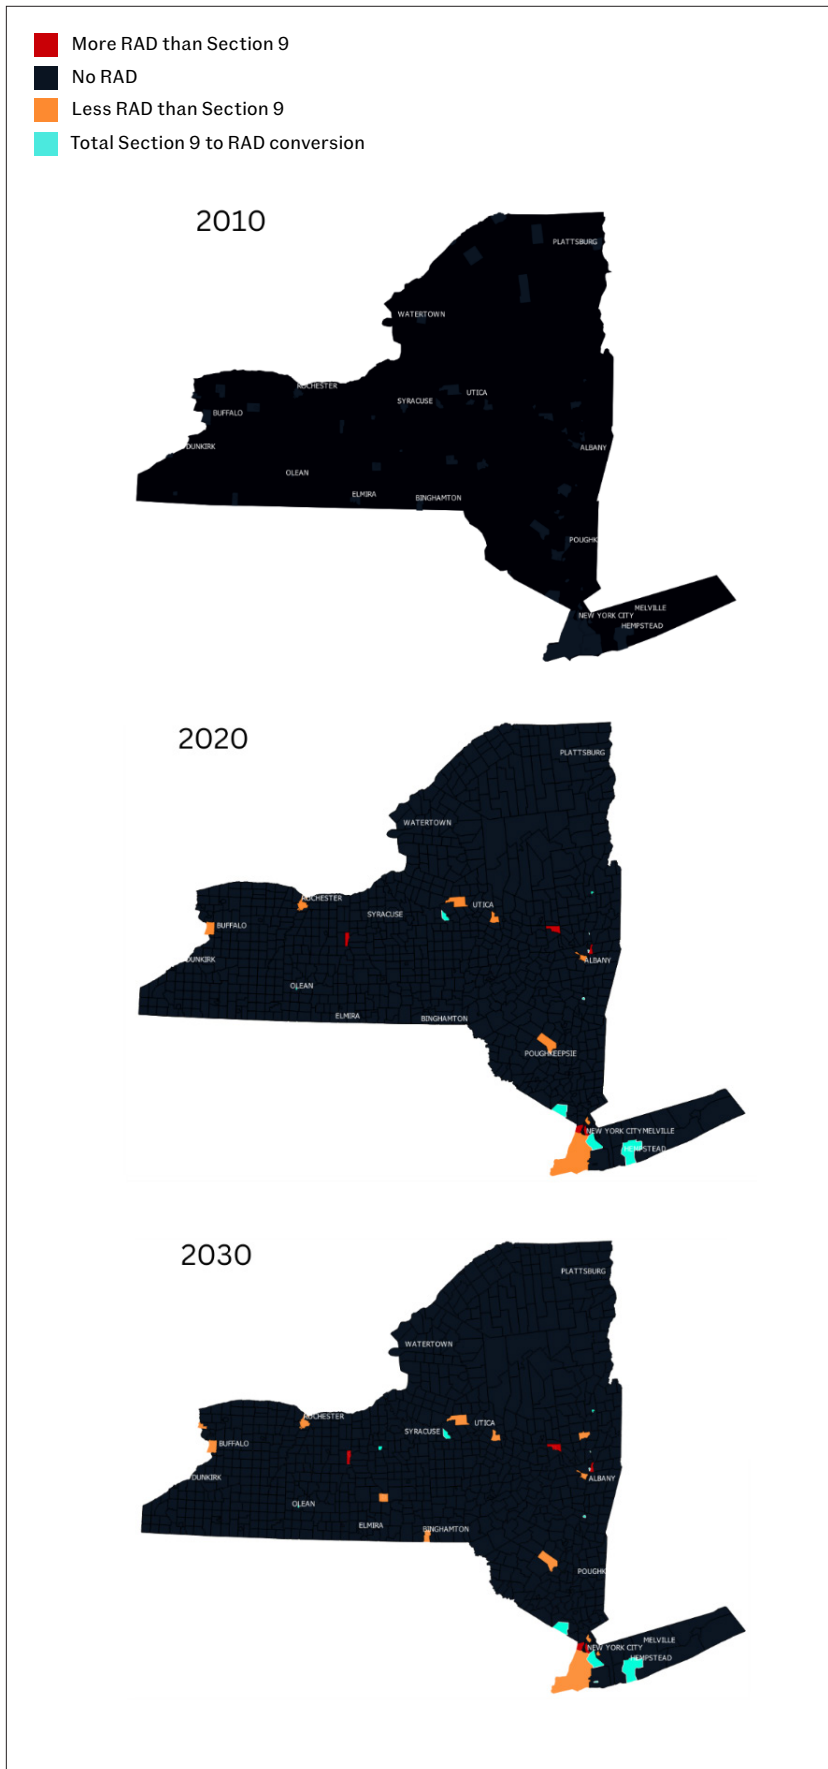 More RAD than Section 9
No RAD
Less RAD than Section 9
Total Section 9 to RAD conversion
2010
PLATTSBURG
WATERTOWN
ROCHESTER
UTICA
SYRACUSE
BUFFALO
DUNKIRK
ALBANY
OLEAN
ELMIRA
BINGHAMTON
POUGHK
MELVILLE
NEW YORK CITY
HEMPSTEAD
2020
PLATTSBURG
WATERTOWN
ROCHESTER
UTICA
SYRACUSE
BUFFALO
DUNKIRK
ALBANY
OLEAN
ELMIRA
BINGHAMTON
POUGHKEEPSIE
NEW YORK CITY MELVILLE
HEMPSTEAD
2030
PLATTSBURG
WATERTOWN
ROCHESTER
UTICA
SYRACUSE
BUFFALO
DUNKIRK
ALBANY
OLEAN
ELMIRA
BINGHAMTON
POUGHK
MELVILLE
NEW YORK CITY
HEMPSTEAD